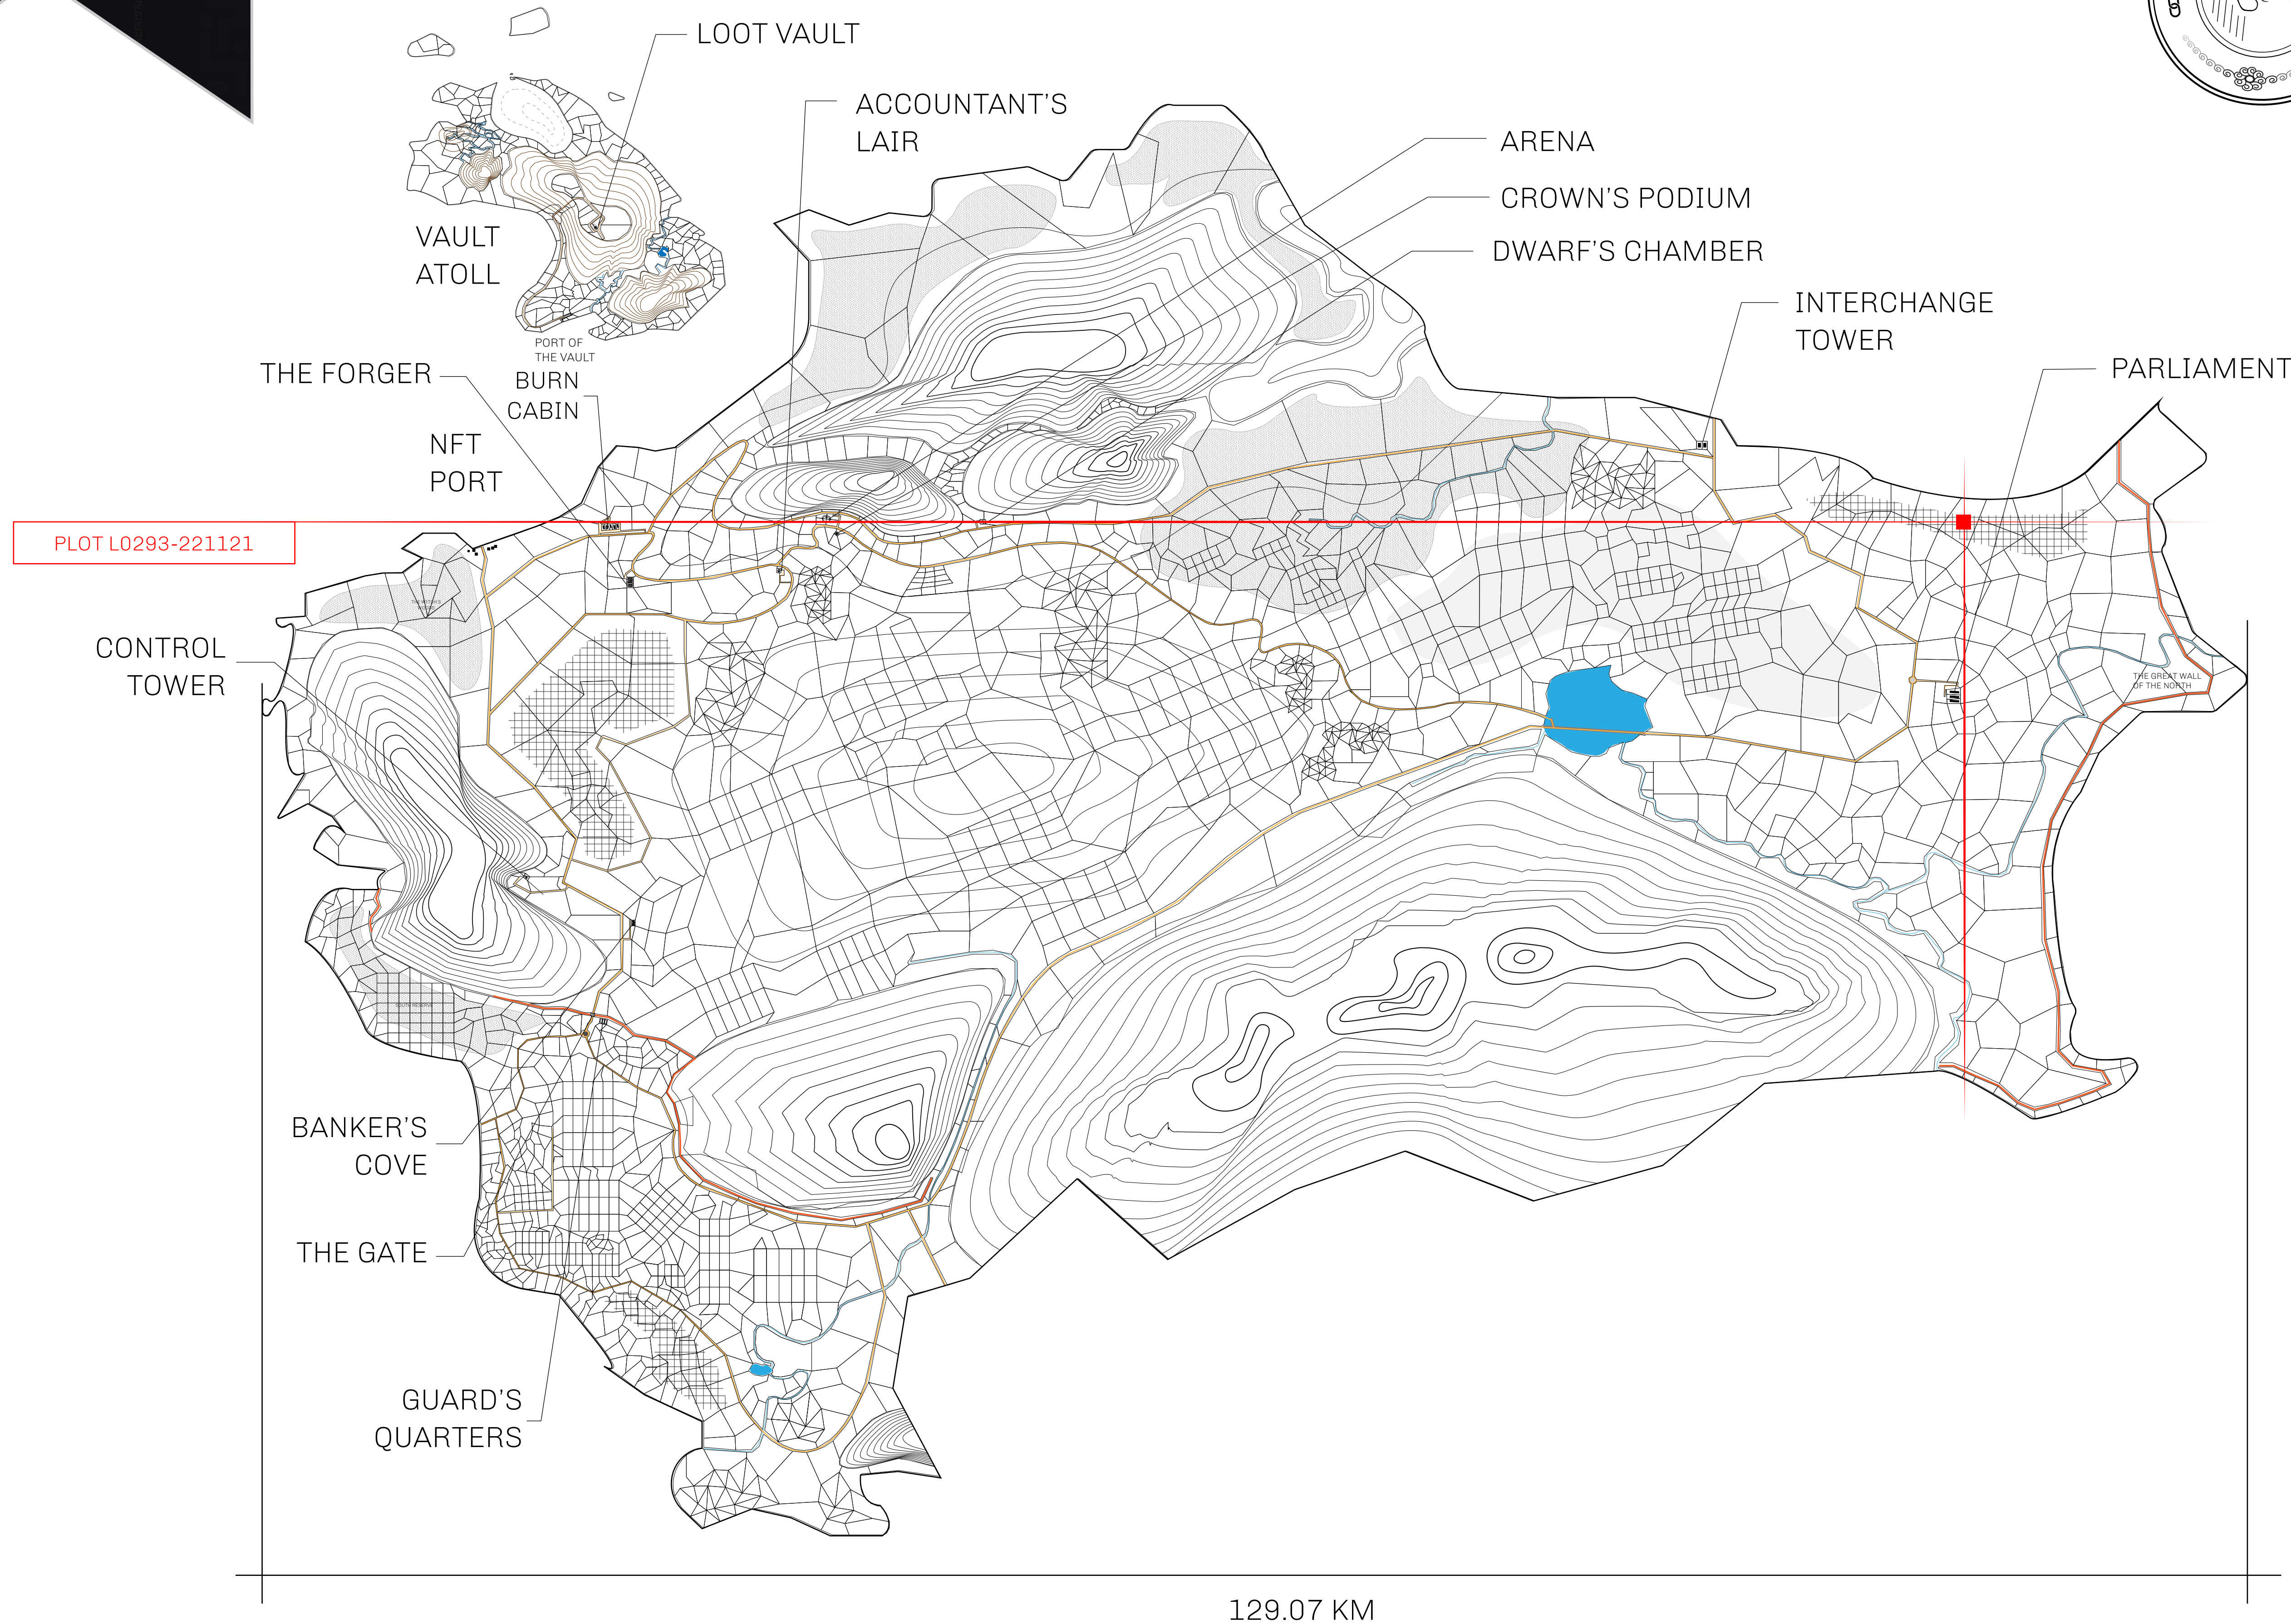 LOOT VAULT
ACCOUNTANT'S
LAIR
ARENA
CROWN'S PODIUM
DWARF'S CHAMBER
VAULT
ATOLL
INTERCHANGE
TOWER
PORT OF
THE VAULT
PARLIAMENT
THE FORGER
BURN
CABIN
NFT
PORT
PLOT L0293-221121
CONTROL
TOWER
THE GREAT WALL
OF THE NORTH
SOUTH RESERVE
BANKER'S
COVE
THE GATE
GUARD'S
QUARTERS
129.07 KM